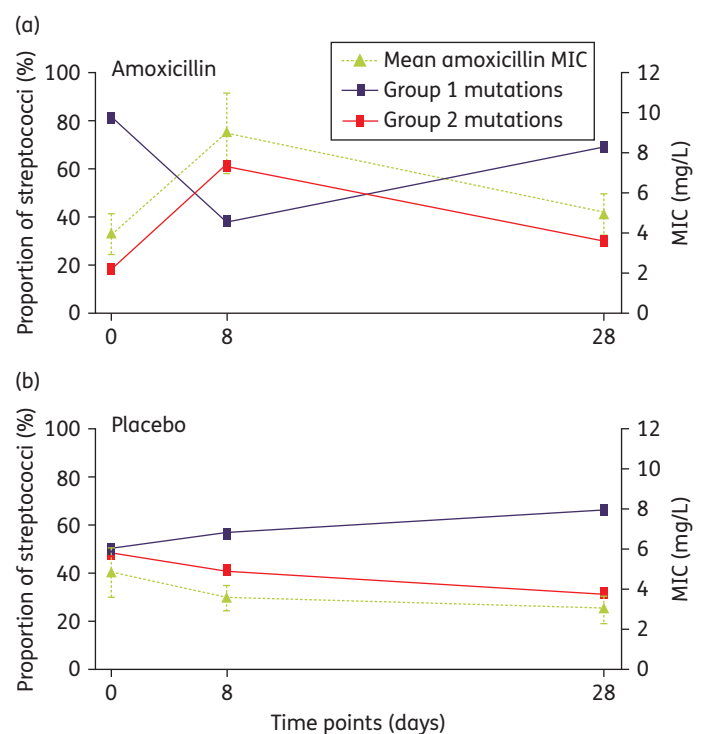 (a)
Amoxicillin
Mean amoxicillin MIC
Group 1 mutations
Group 2 mutations
Proportion of streptococci (%)
100
80
60
40
20
0
MIC (mg/L)
12
10
8
6
4
2
0
0 8 28
(b)
Placebo
Proportion of streptococci (%)
100
80
60
40
20
0
MIC (mg/L)
12
10
8
6
4
2
0
0 8 28
Time points (days)